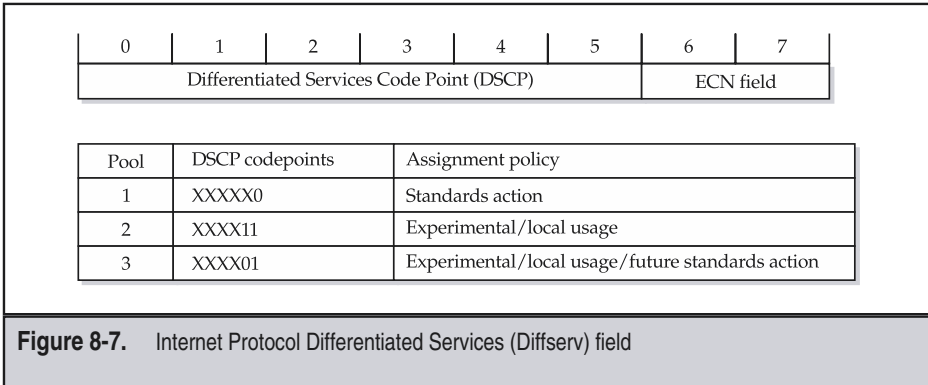 0 1 2 3 4 5 6 7
Differentiated Services Code Point (DSCP) ECN field
Pool DSCP codepoints Assignment policy
1 XXXXX0 Standards action
2 XXXX11 Experimental/local usage
3 XXXX01 Experimental/local usage/future standards action
Figure 8-7. Internet Protocol Differentiated Services (Diffserv) field